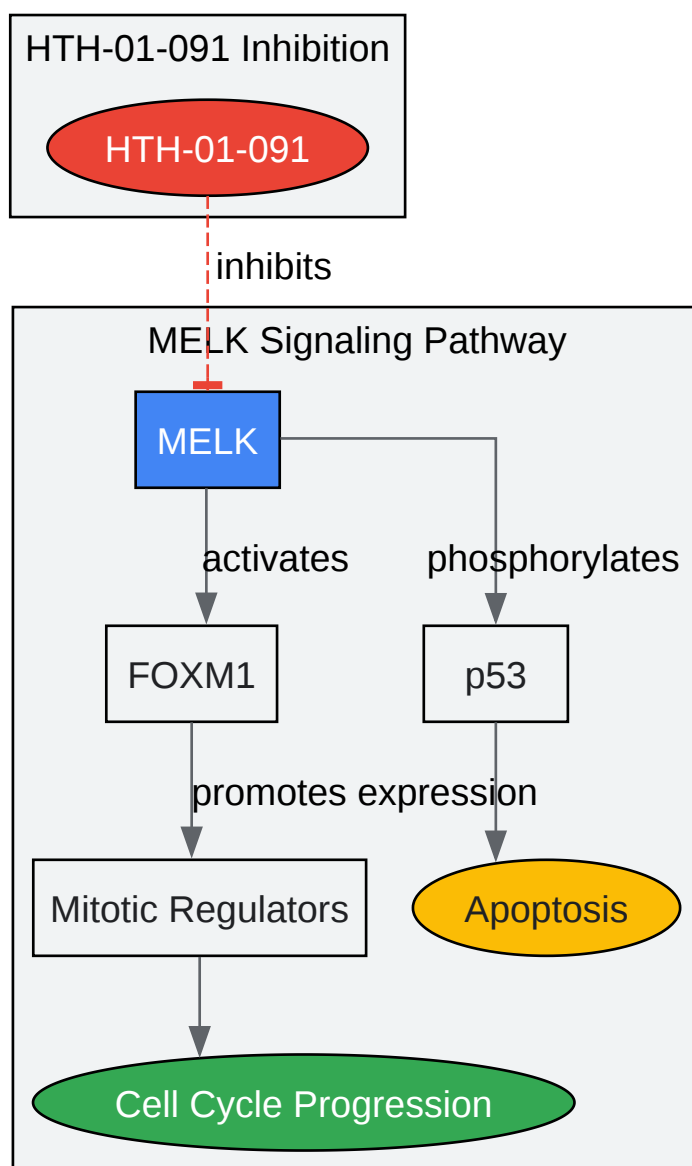 HTH-01-091 Inhibition
HTH-01-091
inhibits
MELK Signaling Pathway
MELK
activates
phosphorylates
FOXM1
p53
promotes expression
Mitotic Regulators
Apoptosis
Cell Cycle Progression